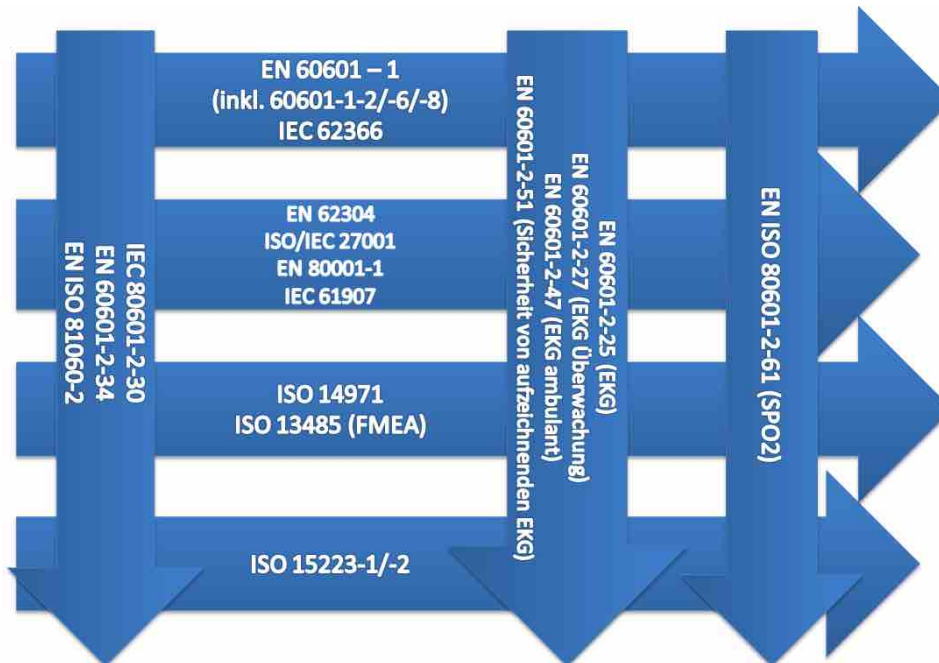 EN 60601 – 1
(inkl. 60601-1-2/-6/-8)
IEC 62366
EN 62304
ISO/IEC 27001
EN 80001-1
IEC 61907
ISO 14971
ISO 13485 (FMEA)
ISO 15223-1/-2
IEC 80601-2-30
EN 60601-2-34
EN ISO 81060-2
EN 60601-2-25 (EKG)
EN 60601-2-27 (EKG Überwachung)
EN 60601-2-47 (EKG ambulant)
EN 60601-2-51 (Sicherheit von aufzeichnenden EKG)
EN ISO 80601-2-61 (SPO2)